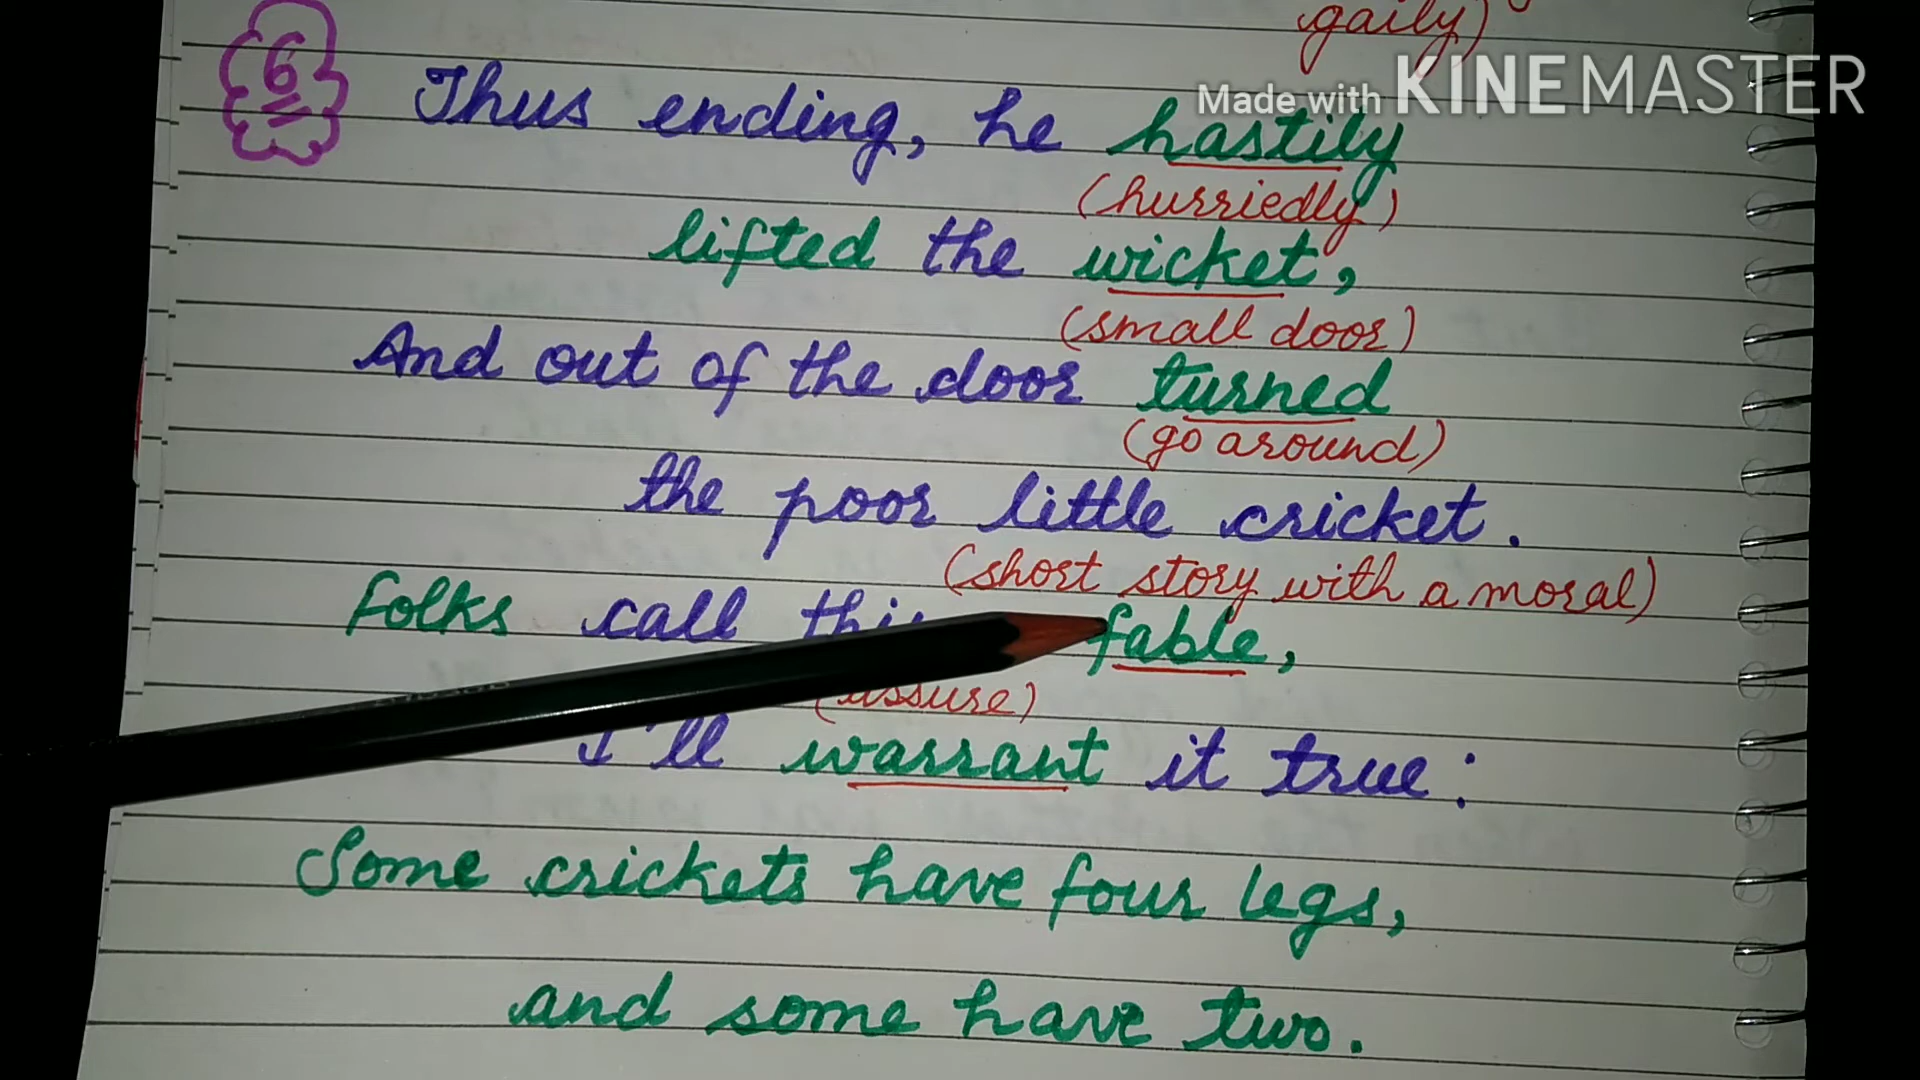 gaily)
Made with KINEMASTER
6
Thus ending, he hastily
(hurriedly)
lifted the wicket,
(small door)
And out of the door turned
(go around)
the poor little cricket.
(short story with a moral)
Folks call fable,
(assure)
I'll warrant it true:
Some crickets have four legs,
and some have two.